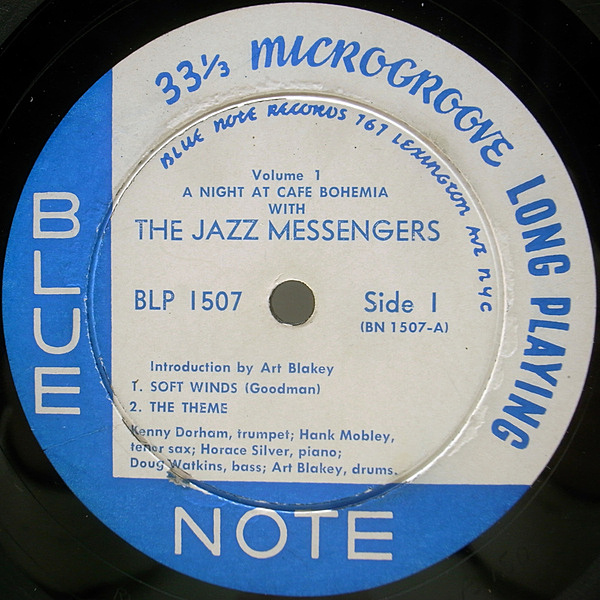 33⅓ MICROGROOVE LONG PLAYING
BLUE NOTE RECORDS 767 LEXINGTON AVE NYC
Volume 1
A NIGHT AT CAFE BOHEMIA
WITH
THE JAZZ MESSENGERS
BLP 1507
Side 1
(BN 1507-A)
Introduction by Art Blakey
1. SOFT WINDS (Goodman)
2. THE THEME
Kenny Dorham, trumpet; Hank Mobley,
tenor sax; Horace Silver, piano;
Doug Watkins, bass; Art Blakey, drums.
BLUE
NOTE